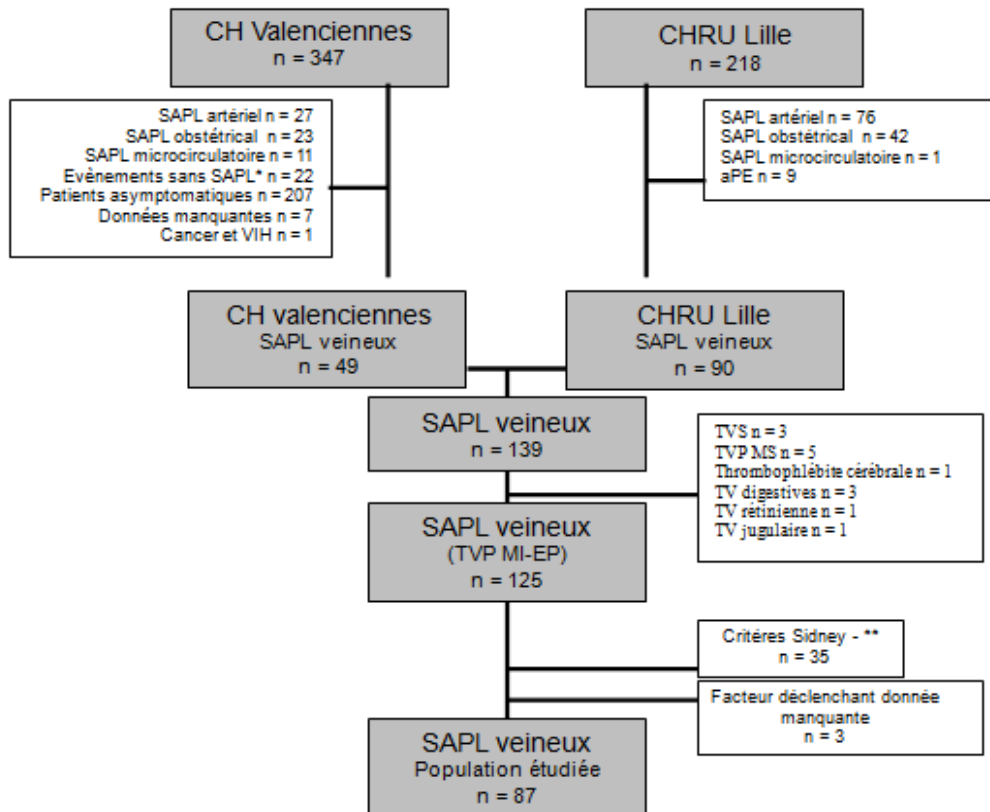 CH Valenciennes
n = 347
CHRU Lille
n = 218
SAPL artériel n = 27
SAPL obstétrical n = 23
SAPL microcirculatoire n = 11
Evènements sans SAPL* n = 22
Patients asymptomatiques n = 207
Données manquantes n = 7
Cancer et VIH n = 1
SAPL artériel n = 76
SAPL obstétrical n = 42
SAPL microcirculatoire n = 1
aPE n = 9
CH valenciennes
SAPL veineux
n = 49
CHRU Lille
SAPL veineux
n = 90
SAPL veineux
n = 139
TVS n = 3
TVP MS n = 5
Thrombophlébite cérébrale n = 1
TV digestives n = 3
TV rétinienne n = 1
TV jugulaire n = 1
SAPL veineux
(TVP MI-EP)
n = 125
Critéres Sidney - **
n = 35
Facteur déclenchant donnée
manquante
n = 3
SAPL veineux
Population étudiée
n = 87